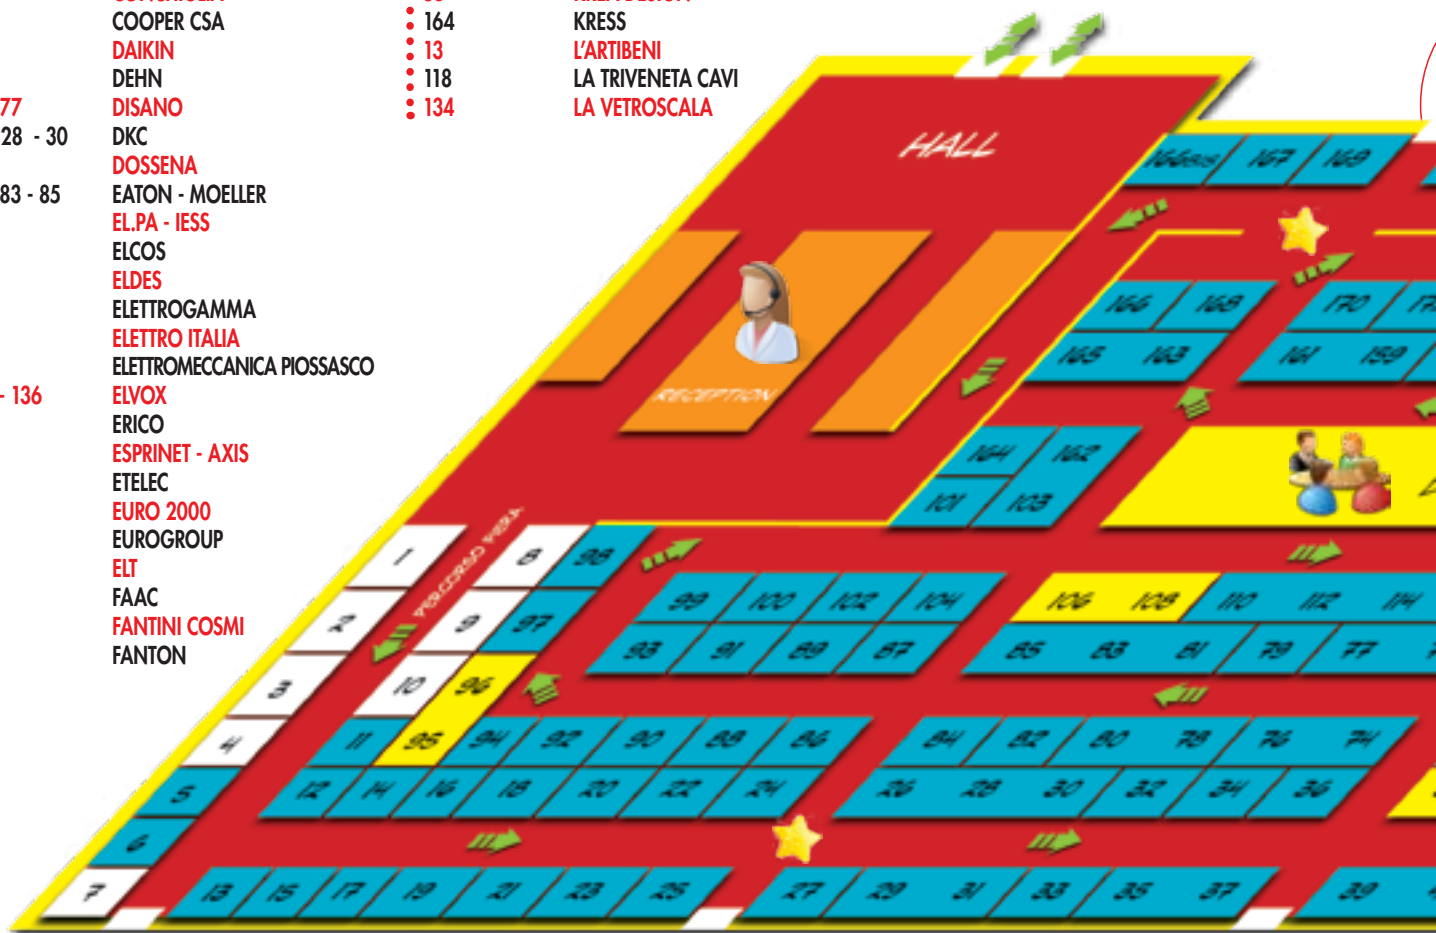 COOPER CSA
DAIKIN
DEHN
77 DISANO
28 - 30 DKC
DOSSENA
83 - 85 EATON - MOELLER
EL.PA - IESS
ELCOS
ELDES
ELETTROGAMMA
ELETTRO ITALIA
ELETTROMECCANICA PIOSSASCO
- 136 ELVOX
ERICO
ESPRINET - AXIS
ETELEC
EURO 2000
EUROGROUP
ELT
FAAC
FANTINI COSMI
FANTON
164 KRESS
13 L'ARTIBENI
118 LA TRIVENETA CAVI
134 LA VETROSCALA
HALL
166BIS 167 169
166 168 170
165 163 161 159
RECEPTION
164 162
101 103
PERCORSO FIERA
1 8 98
2 9 97
3 10 96
4 11 95
99 100 102 104 106 108 110 112 114
93 91 89 87 85 83 81 79 77
94 92 90 88 86 84 82 80 78 76 74
5 12 14 16 18 20 22 24 26 28 30 32 34 36
6
7 13 15 17 19 21 23 25 27 29 31 33 35 37 39